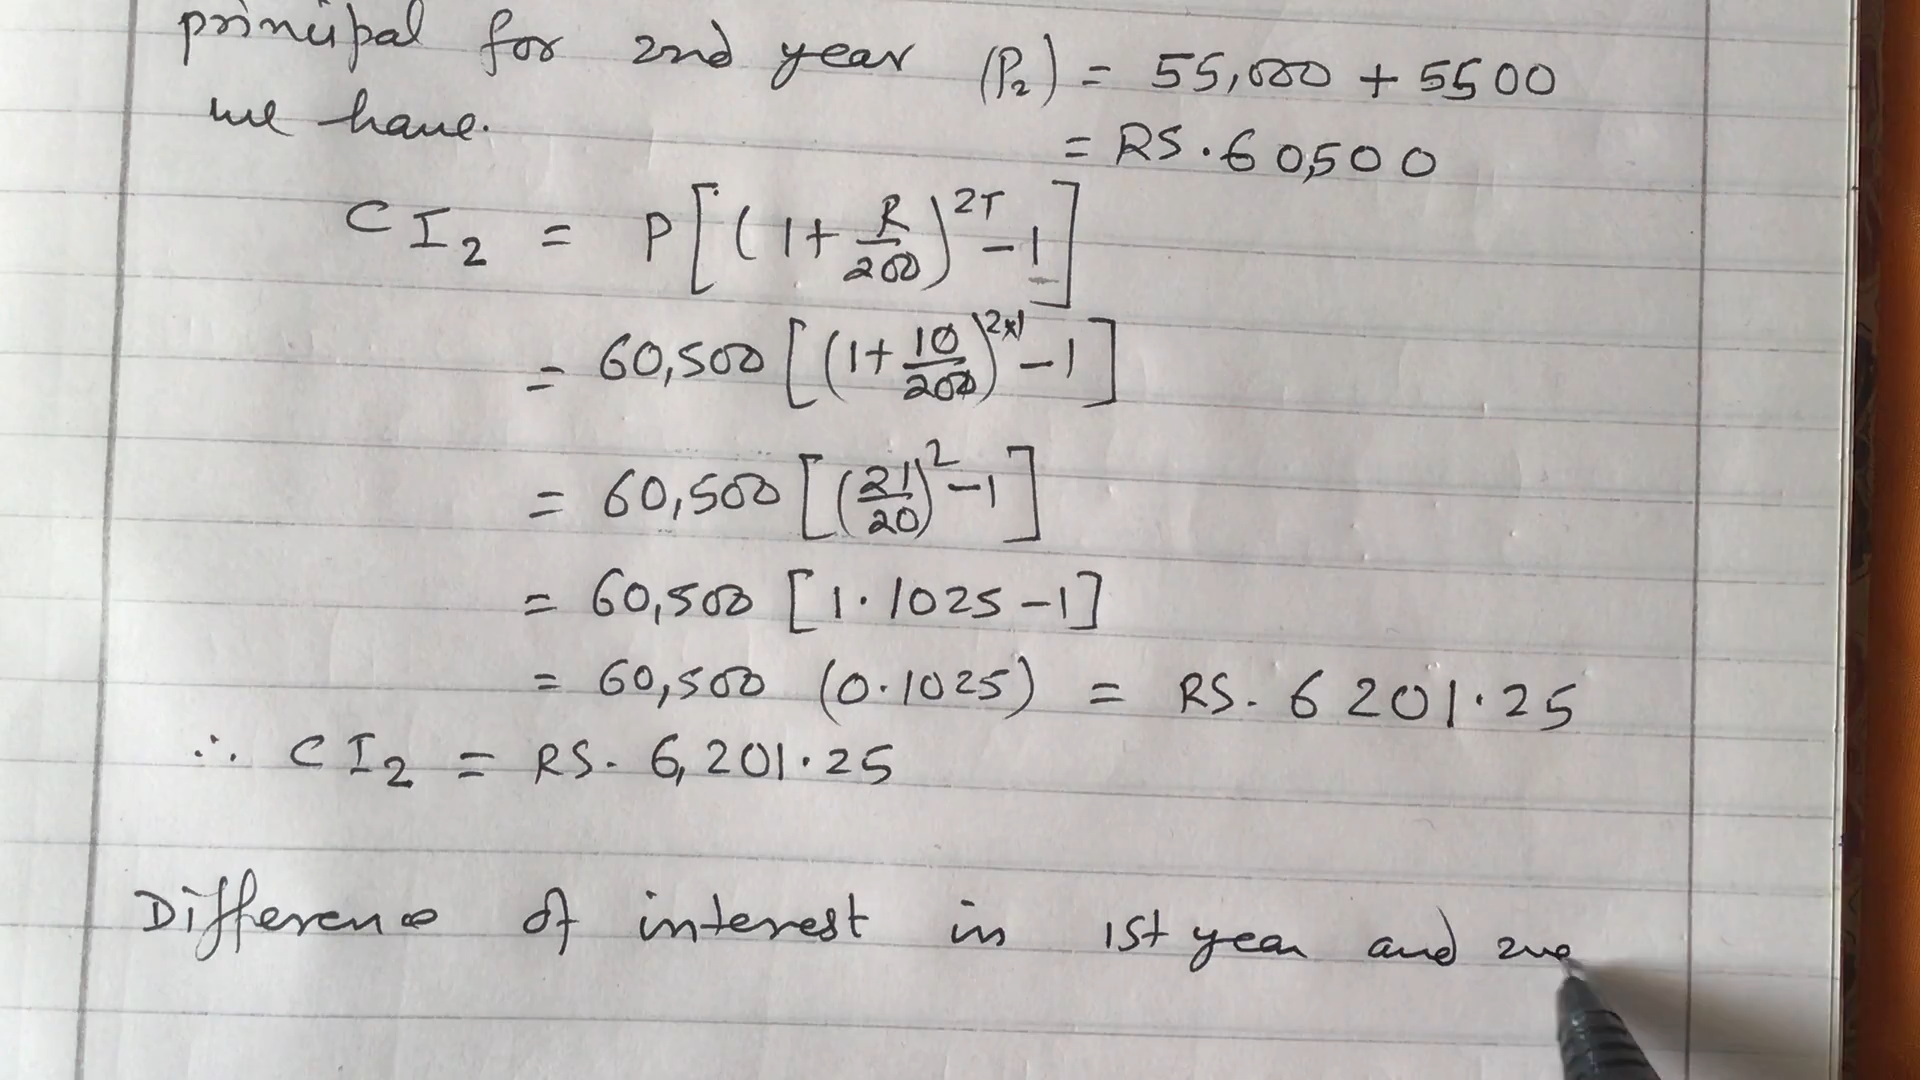 principal for 2nd year (P₂) = 55,000 + 5500
we have.
= RS. 60,500
CI₂ = P[(1+R/200)^2T - 1]
= 60,500 [(1+10/200)^2×1 - 1]
= 60,500 [(21/20)^2 - 1]
= 60,500 [1.1025 - 1]
= 60,500 (0.1025) = RS. 6201.25
∴ CI₂ = RS. 6,201.25
Difference of interest in 1st year and